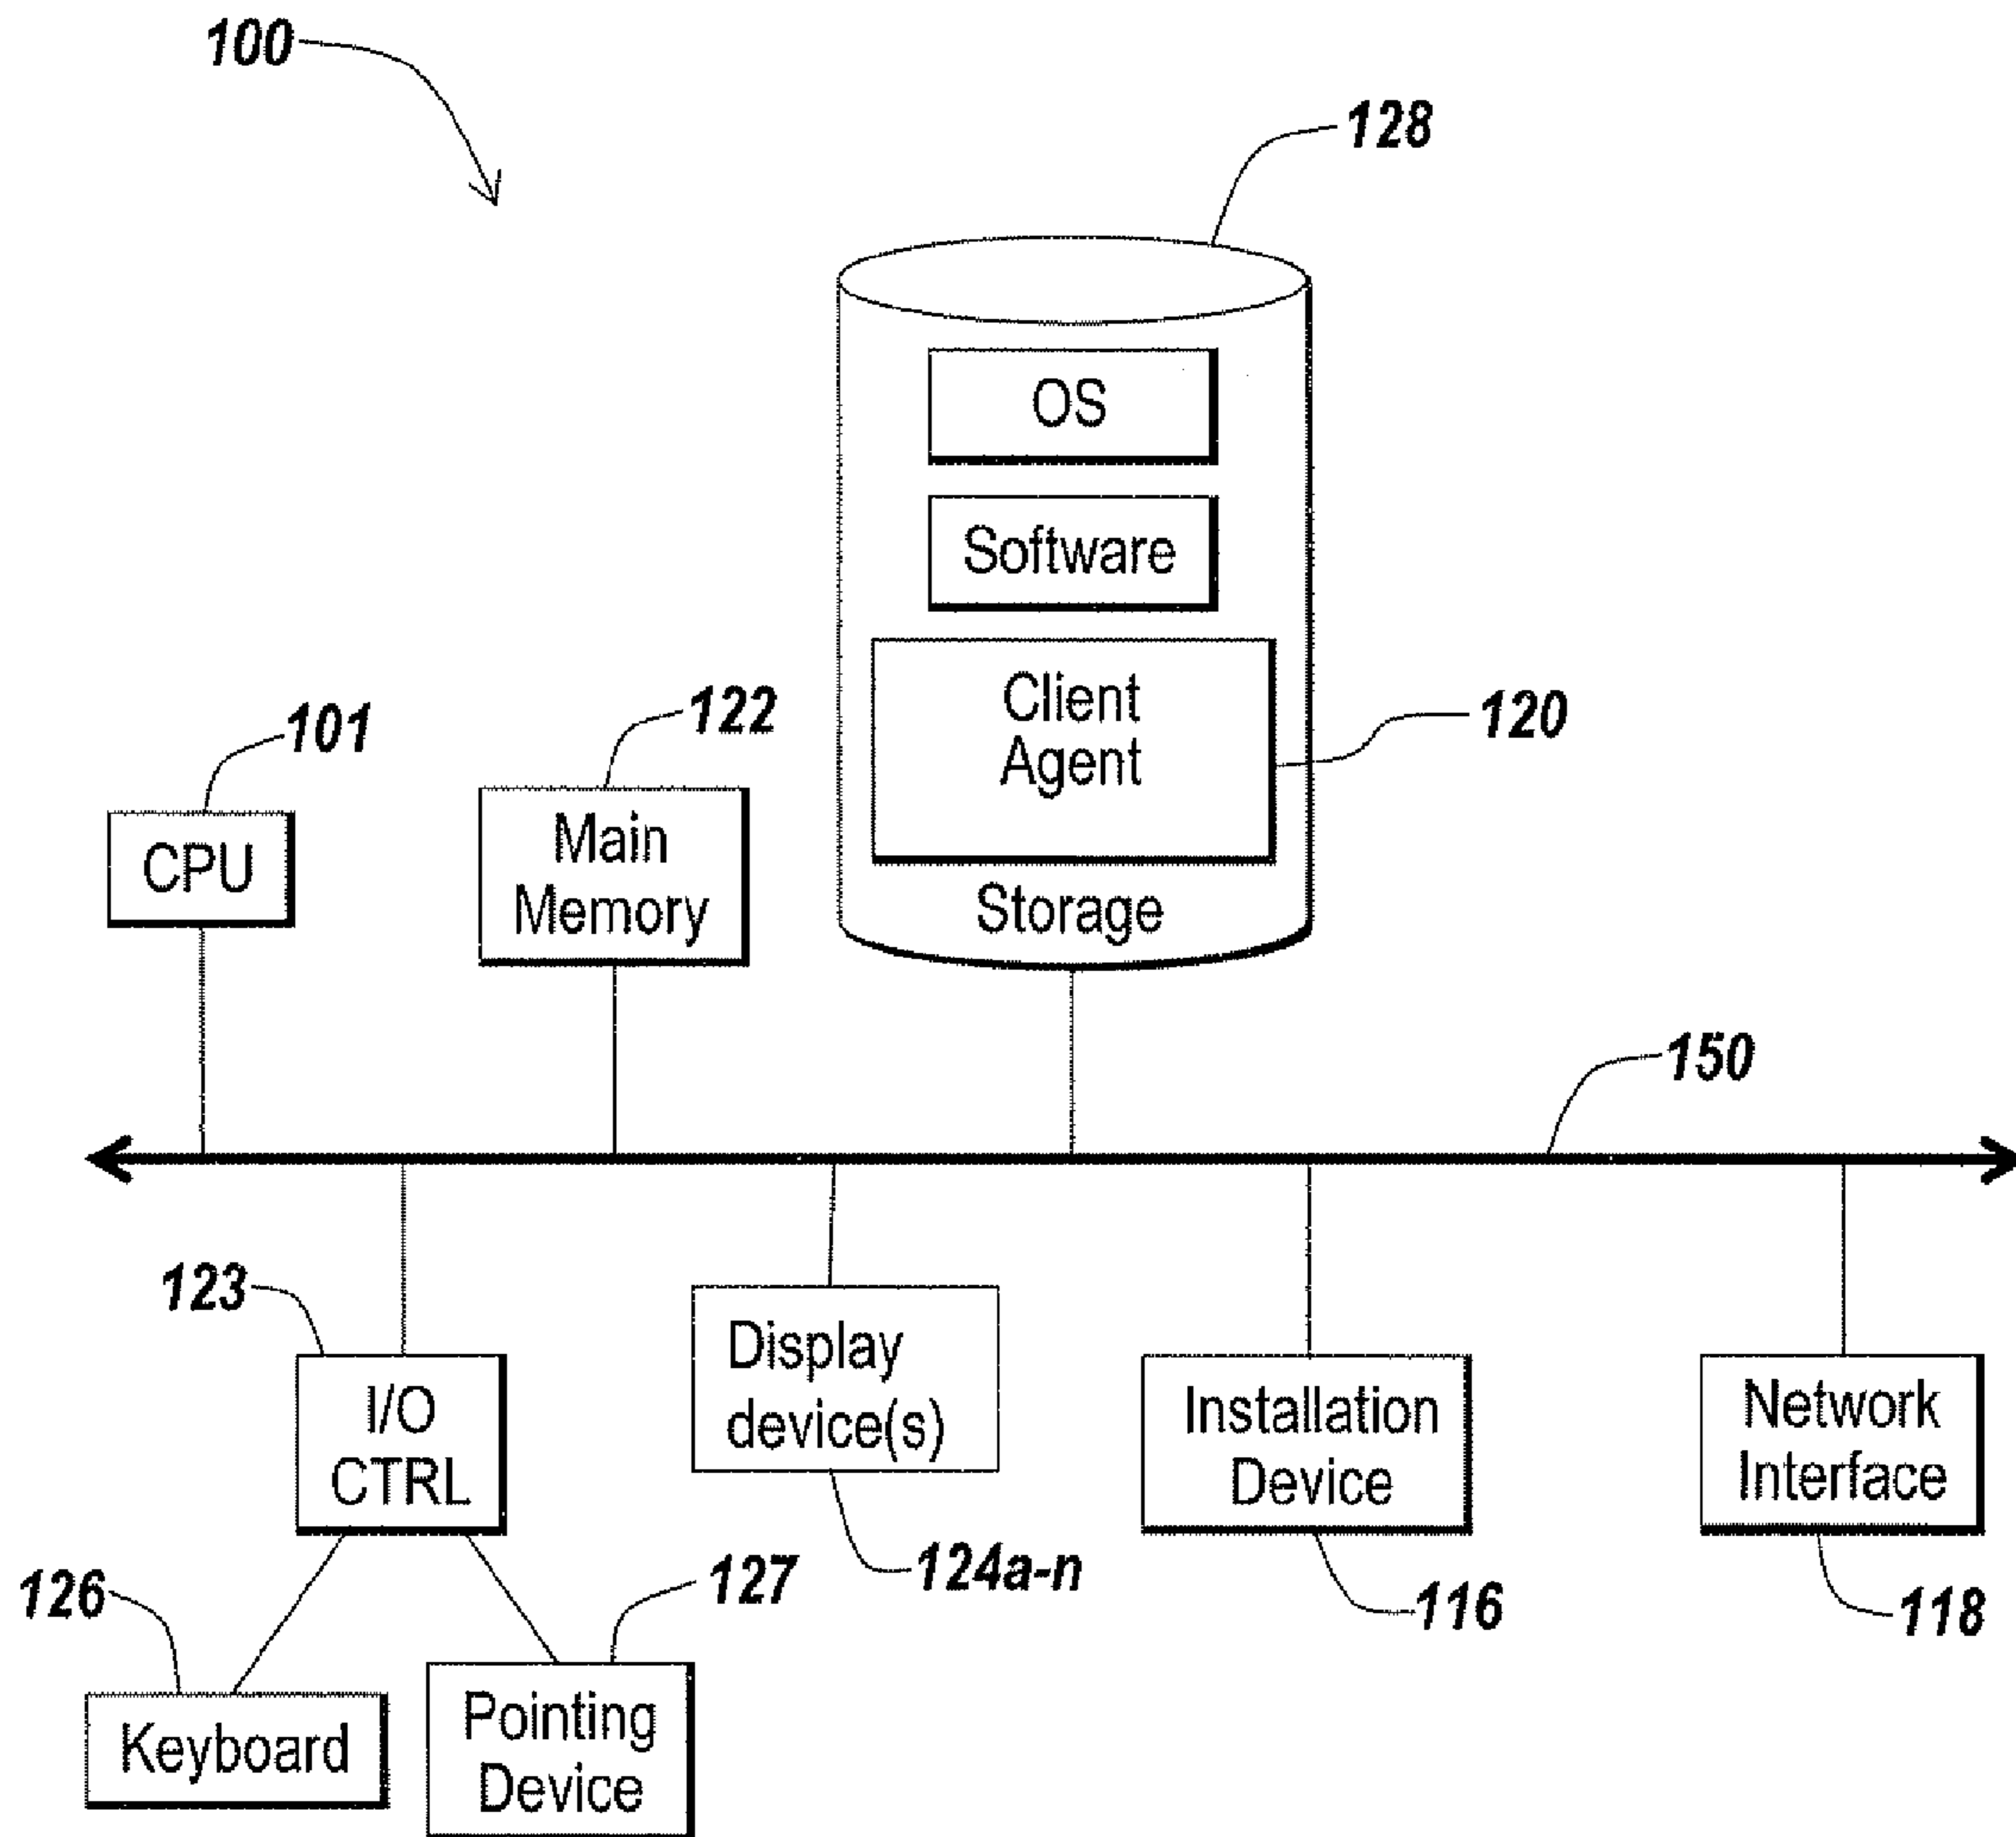 100
128
OS
Software
Client
Agent
120
Storage
101
CPU
122
Main
Memory
150
123
I/O
CTRL
Display
device(s)
124a-n
Installation
Device
116
Network
Interface
118
126
Keyboard
127
Pointing
Device